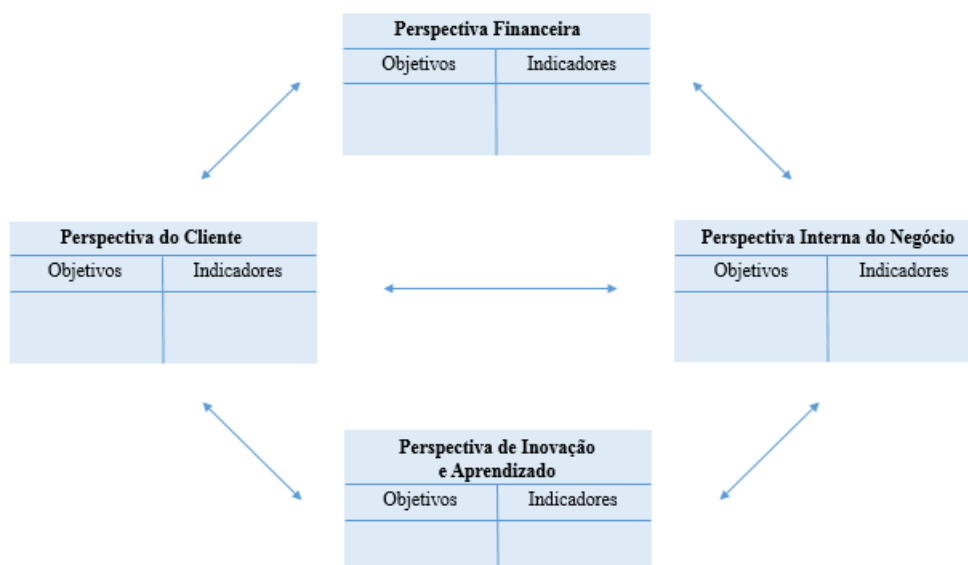 Perspectiva Financeira
Objetivos Indicadores
Perspectiva do Cliente
Objetivos Indicadores
Perspectiva Interna do Negócio
Objetivos Indicadores
Perspectiva de Inovação
e Aprendizado
Objetivos Indicadores